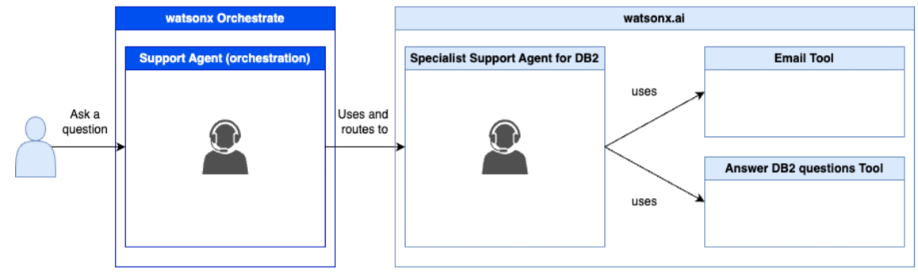 watsonx Orchestrate
watsonx.ai
Support Agent (orchestration)
Specialist Support Agent for DB2
Email Tool
Ask a
question
Uses and
routes to
uses
Answer DB2 questions Tool
uses